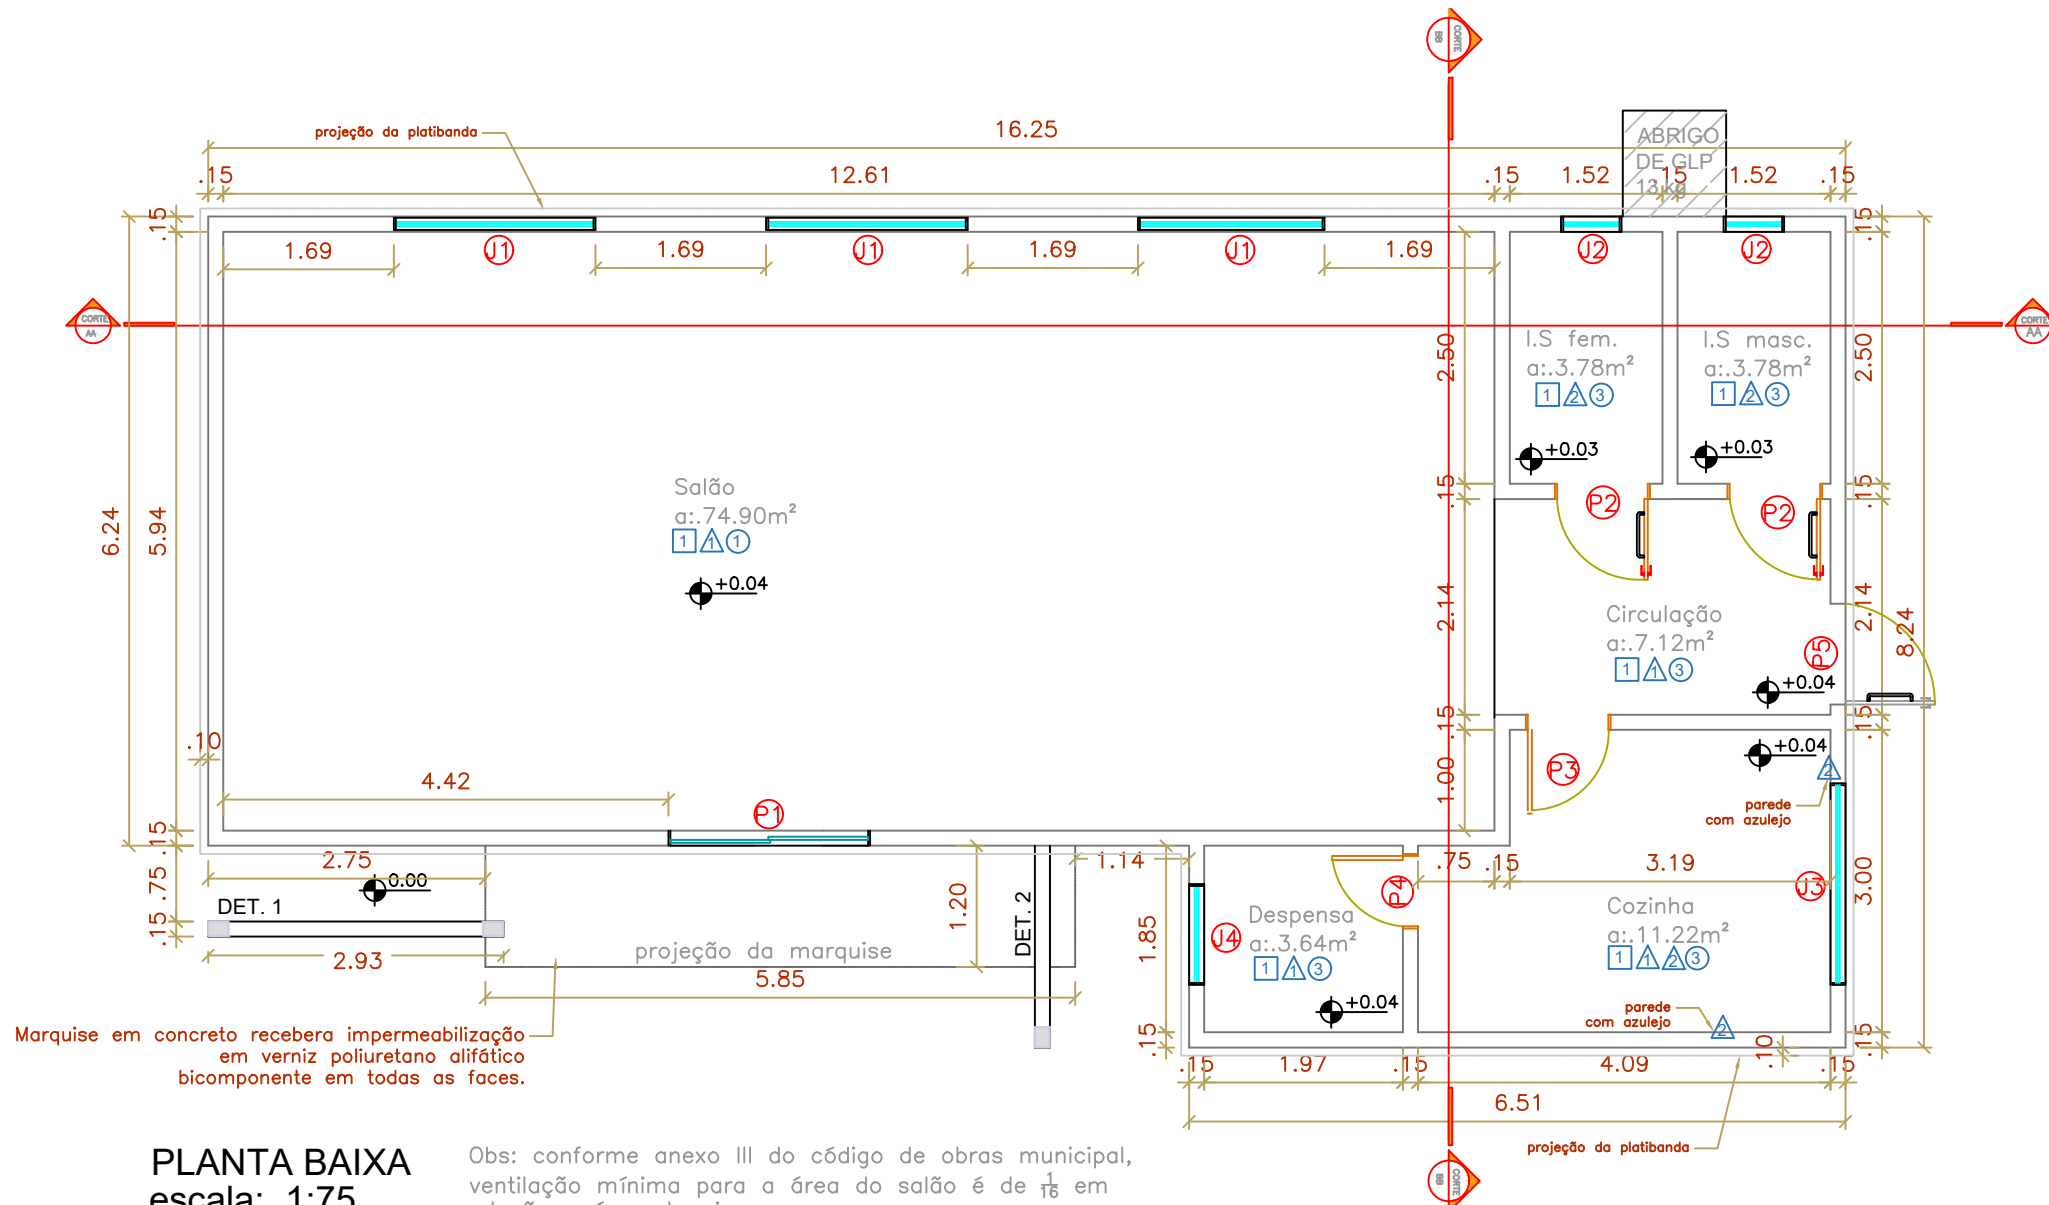 CORTE
BB
projeção da platibanda
16.25
ABRIGO
DE GLP
13 kg
.15
12.61
.15
1.52
.15
1.52
.15
.15
1.69
J1
1.69
J1
1.69
J1
1.69
J2
J2
.15
CORTE
AA
CORTE
AA
2.50
I.S fem.
a:.3.78m²
1 2 3
I.S masc.
a:.3.78m²
1 2 3
2.50
+0.03
+0.03
Salão
a:.74.90m²
1 1 1
+0.04
6.24
5.94
.15
P2
P2
.15
2.14
Circulação
a:.7.12m²
1 1 3
P5
2.14
8.24
+0.04
.15
.15
.10
4.42
P1
1.00
P3
+0.04
2
parede
com azulejo
.15
2.75
0.00
1.14
.75
.15
3.19
.75
DET. 1
.15
2.93
1.20
DET. 2
projeção da marquise
5.85
1.85
J4
Despensa
a:.3.64m²
1 1 3
P4
+0.04
Cozinha
a:.11.22m²
1 1 2 3
J3
3.00
parede
com azulejo
2
Marquise em concreto recebera impermeabilização
em verniz poliuretano alifático
bicomponente em todas as faces.
.15
.10
.15
.15
1.97
.15
4.09
.15
6.51
projeção da platibanda
CORTE
BB
PLANTA BAIXA
escala: 1:75
Obs: conforme anexo III do código de obras municipal,
ventilação mínima para a área do salão é de 1/16 em